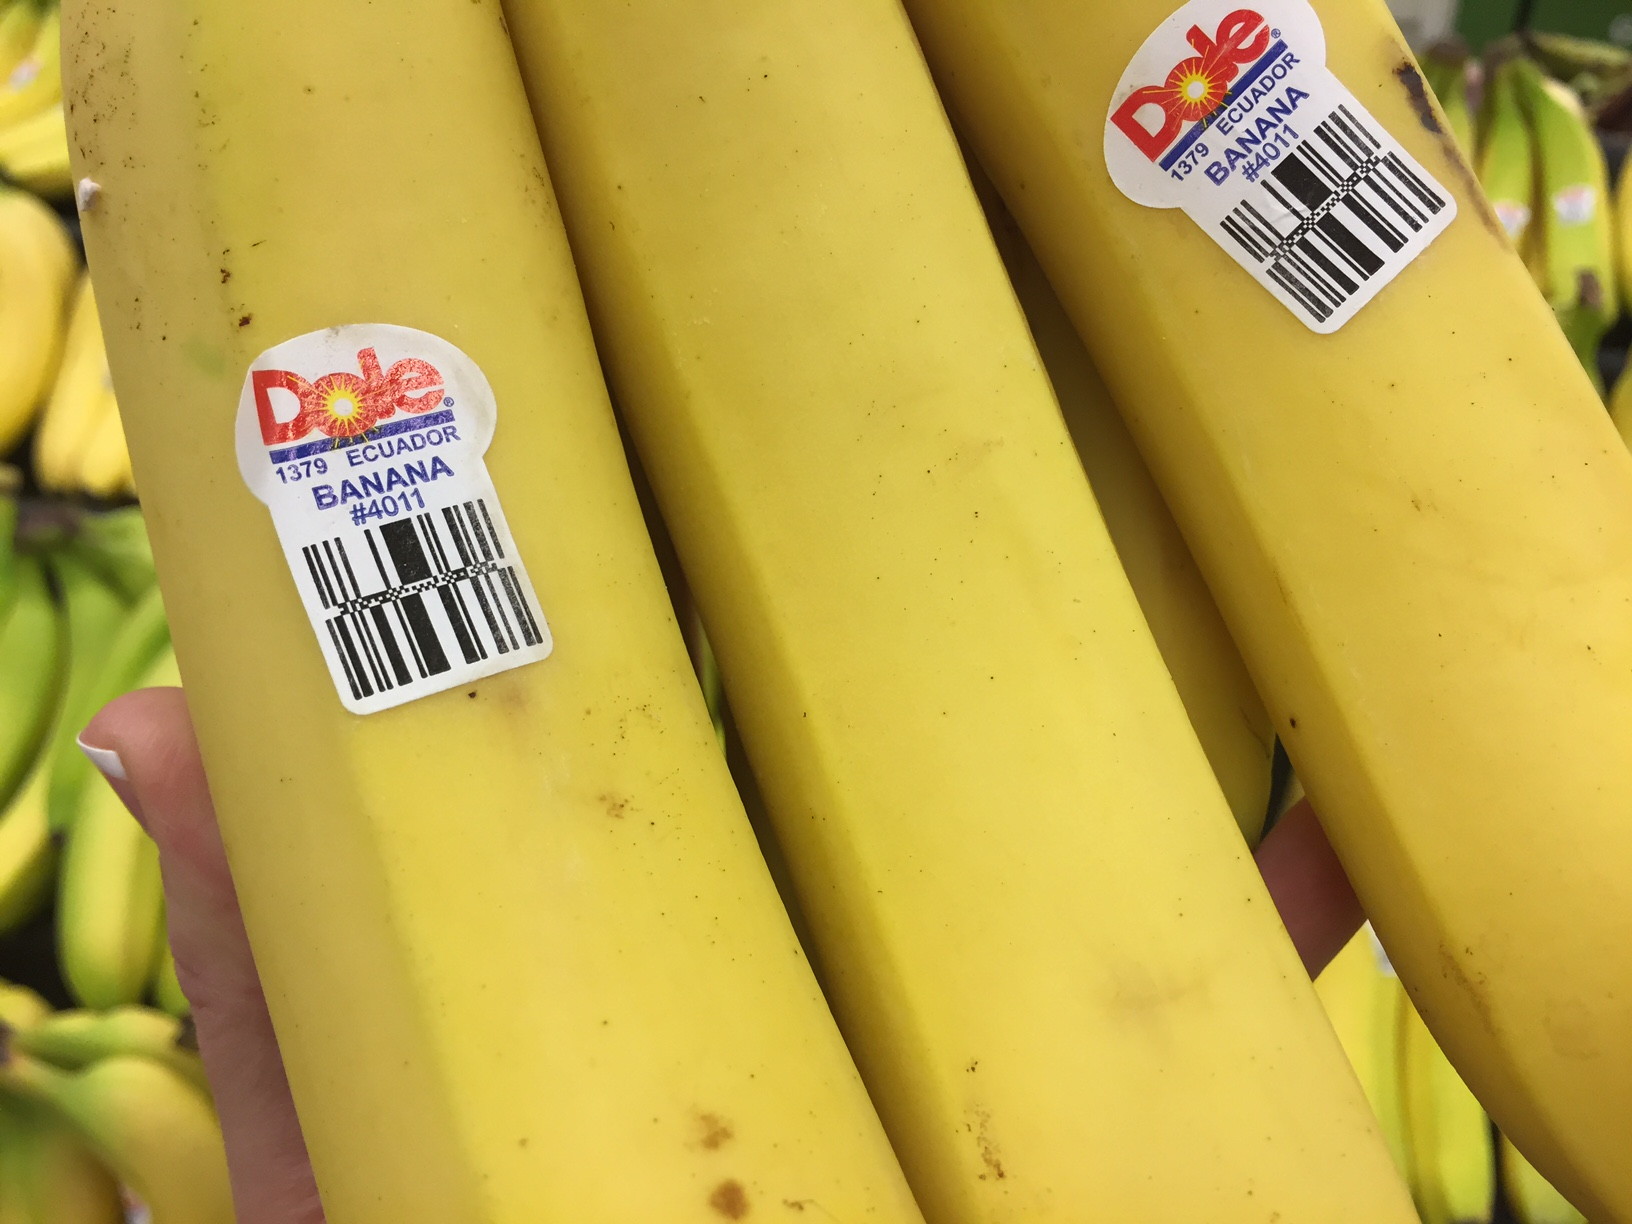 Dole®
1379 ECUADOR
BANANA
#4011
Dole®
1379 ECUADOR
BANANA
#4011